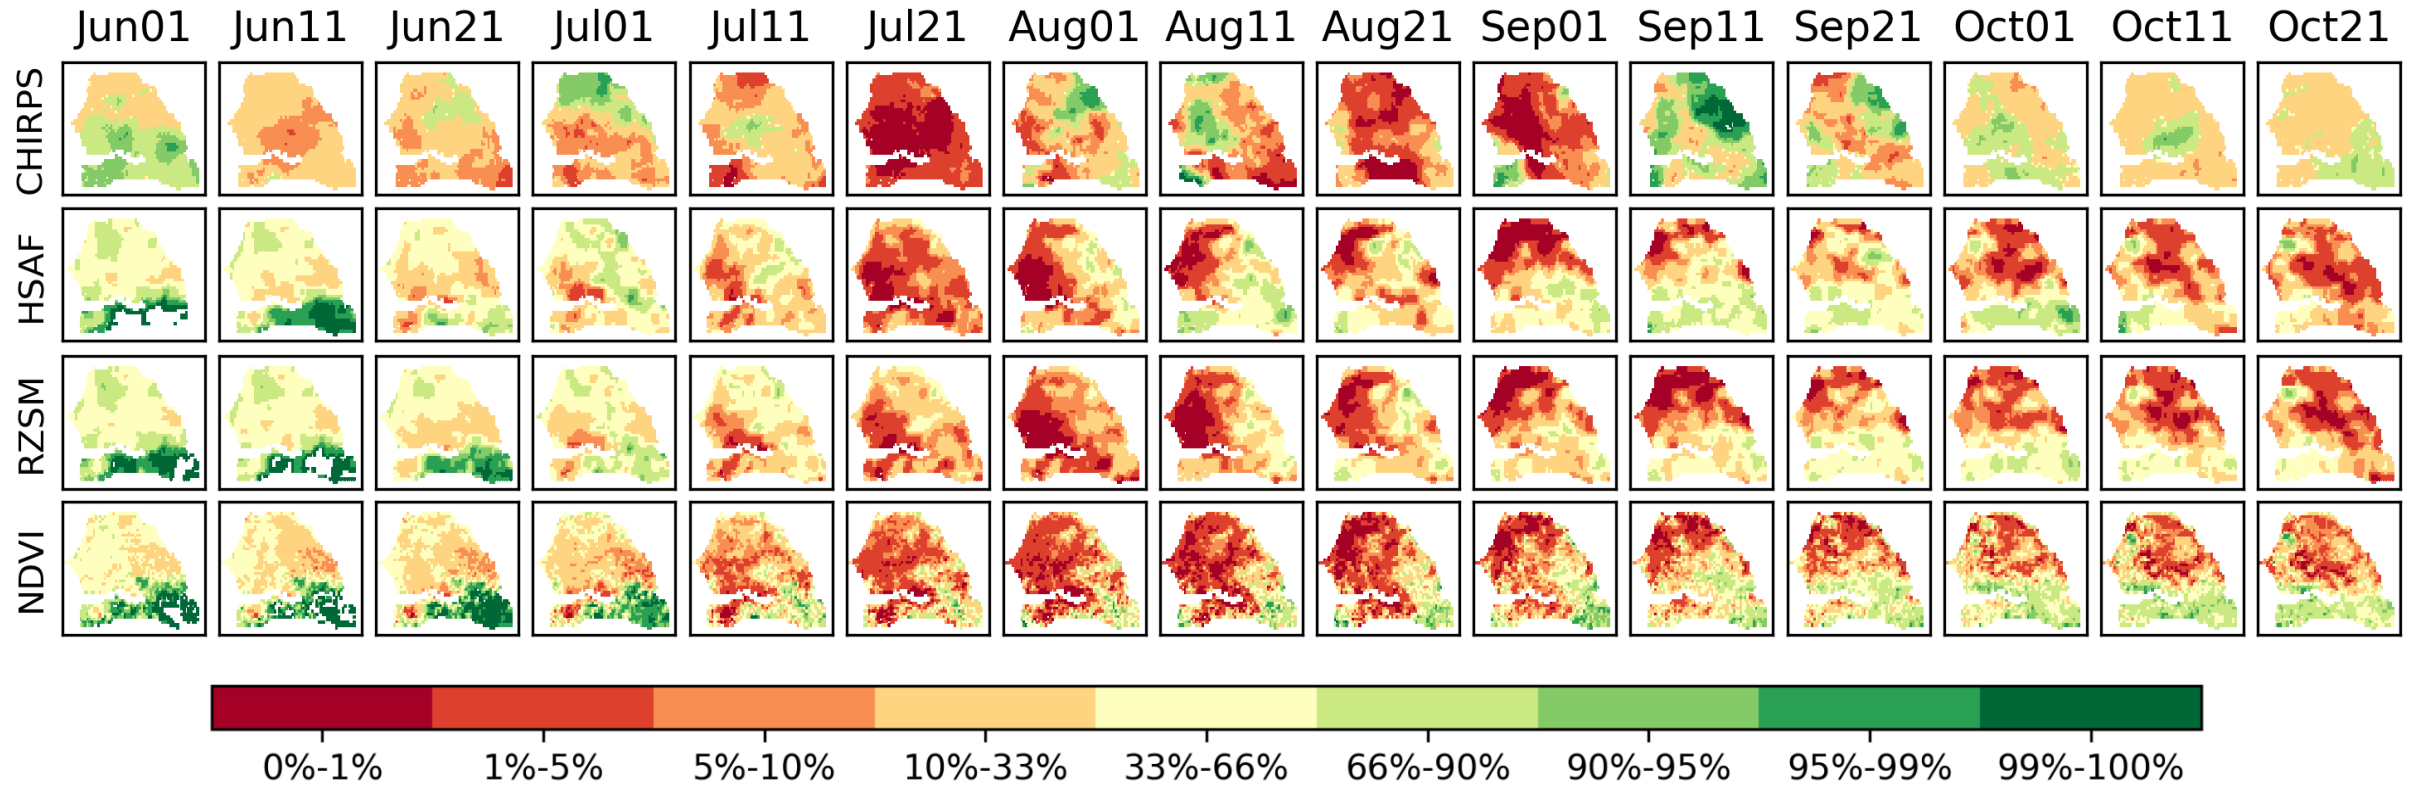 Jun01 Jun11 Jun21 Jul01 Jul11 Jul21 Aug01 Aug11 Aug21 Sep01 Sep11 Sep21 Oct01 Oct11 Oct21
CHIRPS
HSAF
RZSM
NDVI
0%-1% 1%-5% 5%-10% 10%-33% 33%-66% 66%-90% 90%-95% 95%-99% 99%-100%